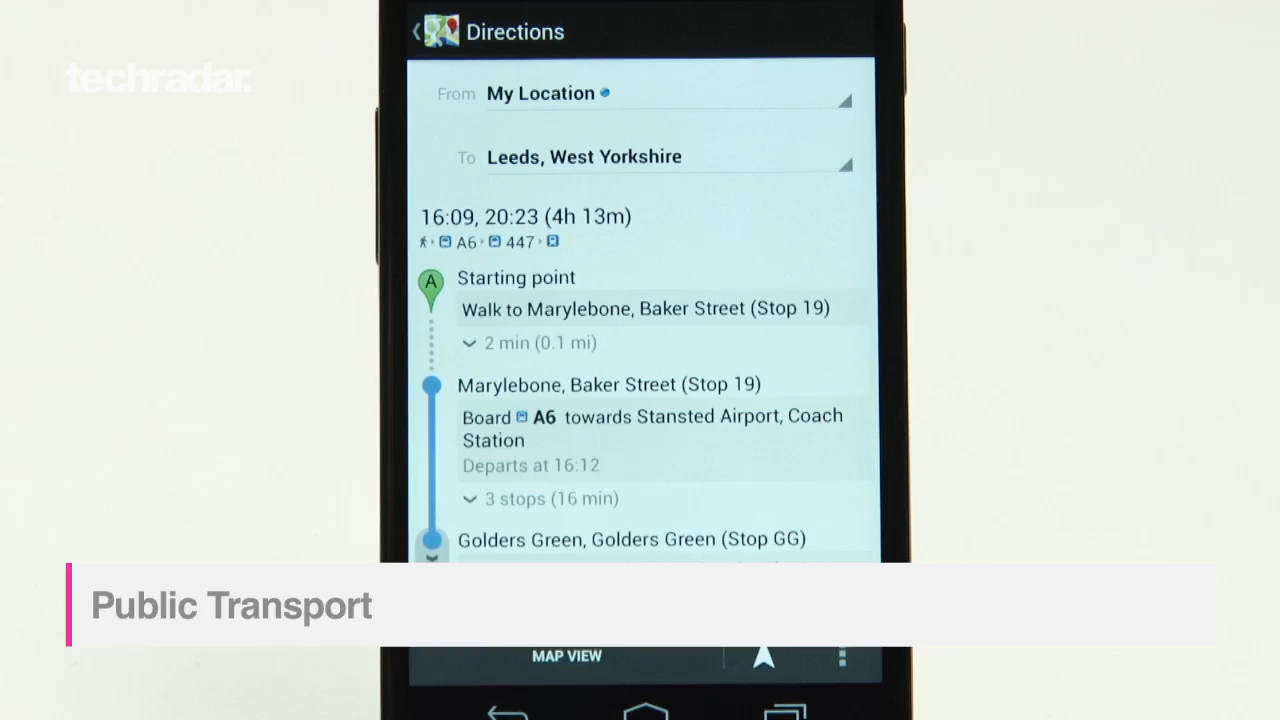 Directions
techradar.
From My Location
To Leeds, West Yorkshire
16:09, 20:23 (4h 13m)
A6 447
A Starting point
Walk to Marylebone, Baker Street (Stop 19)
2 min (0.1 mi)
Marylebone, Baker Street (Stop 19)
Board A6 towards Stansted Airport, Coach
Station
Departs at 16:12
3 stops (16 min)
Golders Green, Golders Green (Stop GG)
Public Transport
MAP VIEW